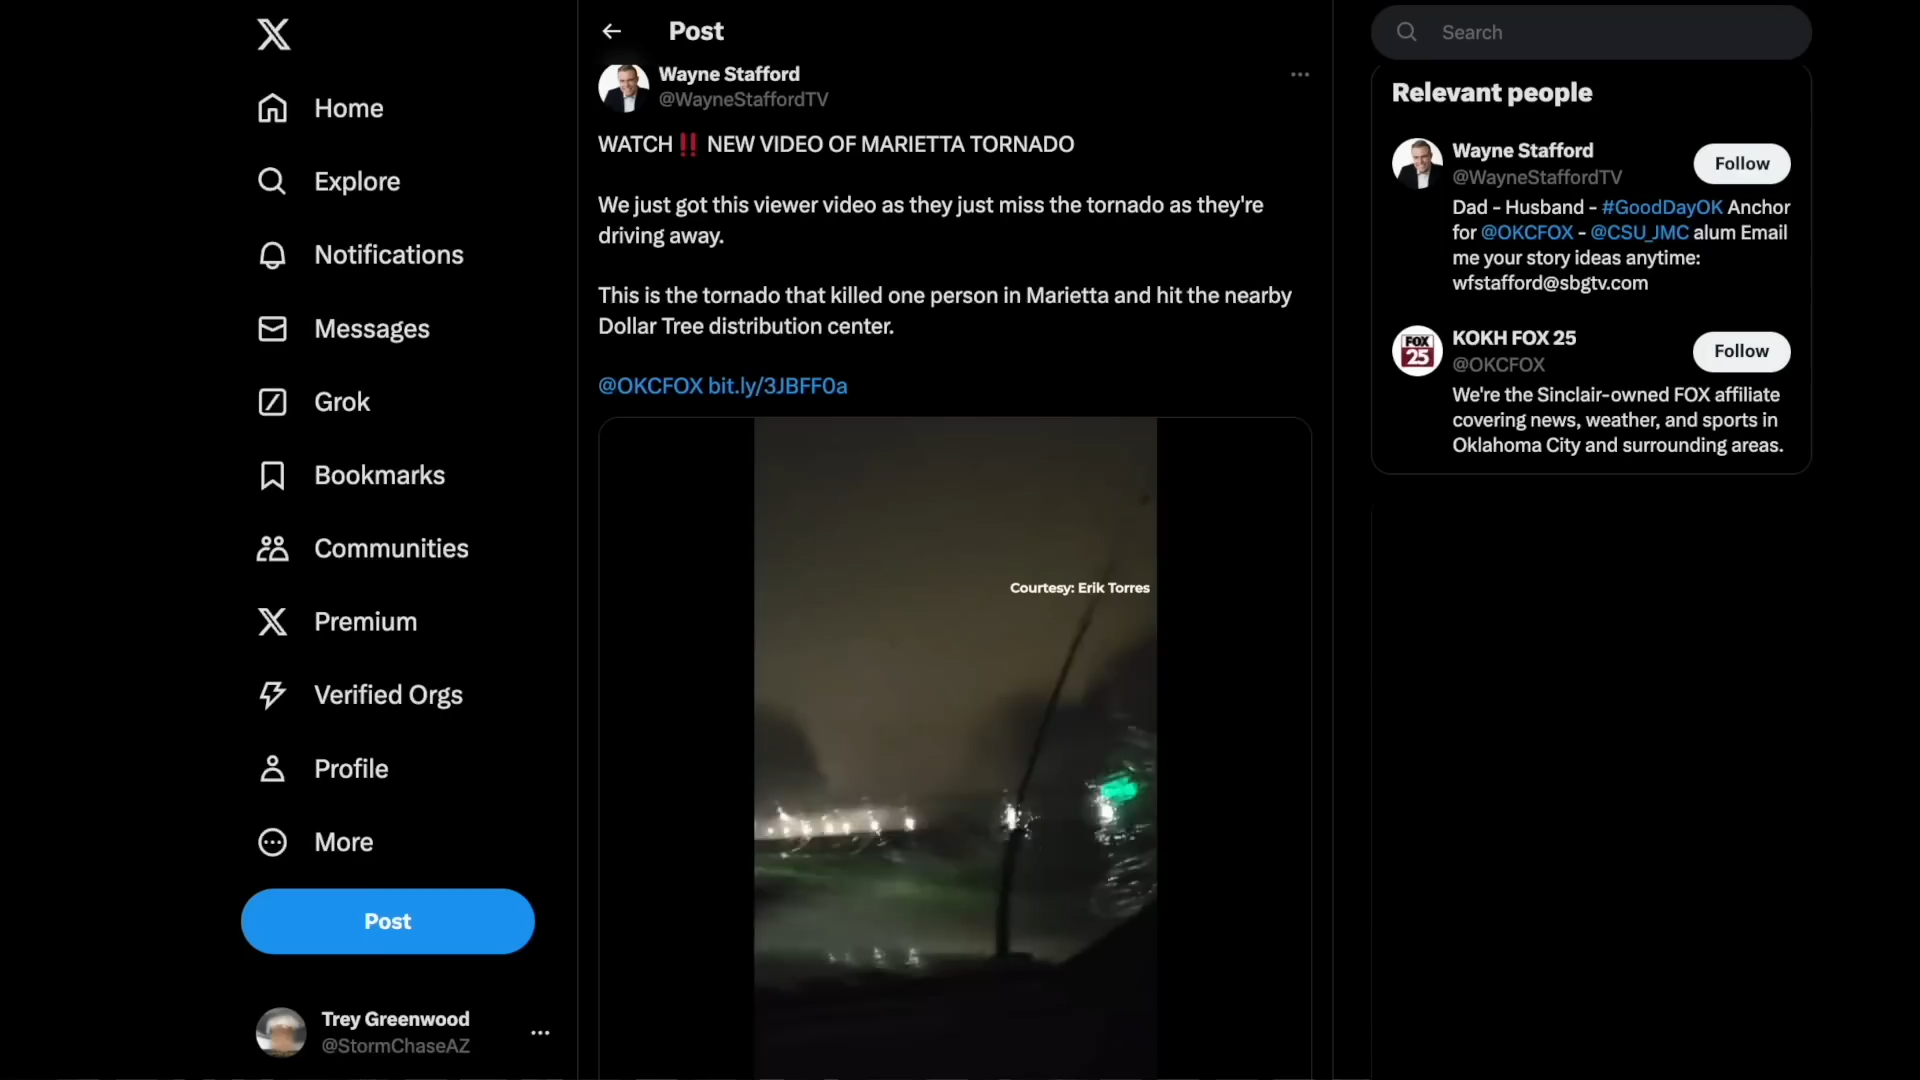 Home
Explore
Notifications
Messages
Grok
Bookmarks
Communities
Premium
Verified Orgs
Profile
More
Post
Trey Greenwood
@StormChaseAZ
Post
Wayne Stafford
@WayneStaffordTV
WATCH‼️ NEW VIDEO OF MARIETTA TORNADO
We just got this viewer video as they just miss the tornado as they're
driving away.
This is the tornado that killed one person in Marietta and hit the nearby
Dollar Tree distribution center.
@OKCFOX bit.ly/3JBFF0a
Courtesy: Erik Torres
Search
Relevant people
Wayne Stafford
@WayneStaffordTV
Follow
Dad - Husband - #GoodDayOK Anchor
for @OKCFOX - @CSU_JMC alum Email
me your story ideas anytime:
wfstafford@sbgtv.com
FOX
25
KOKH FOX 25
@OKCFOX
Follow
We're the Sinclair-owned FOX affiliate
covering news, weather, and sports in
Oklahoma City and surrounding areas.